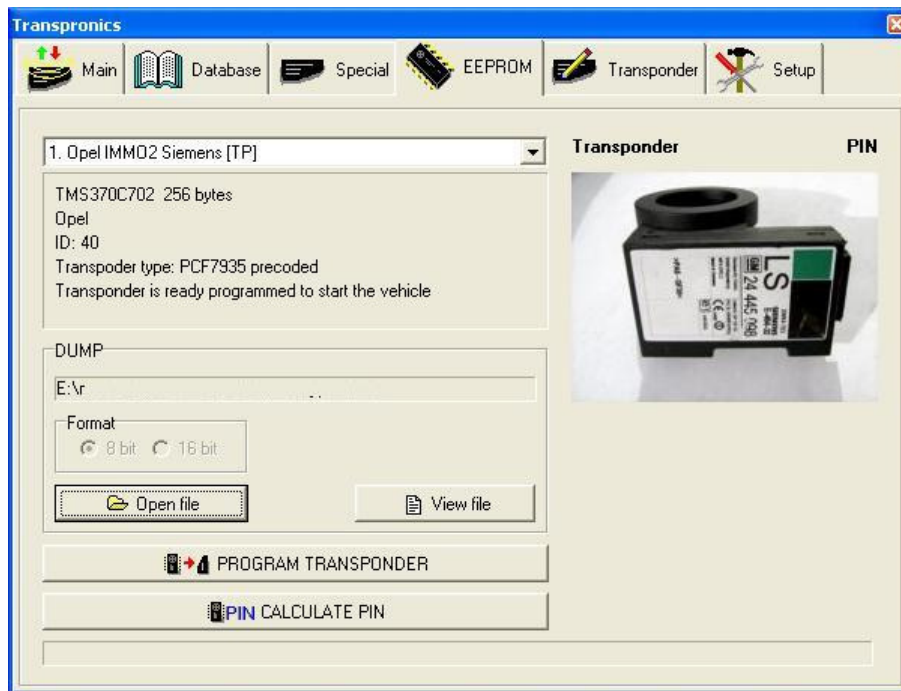 Transpronics
Main
Database
Special
EEPROM
Transponder
Setup
1. Opel IMMO2 Siemens [TP]
TMS370C702 256 bytes
Opel
ID: 40
Transpoder type: PCF7935 precoded
Transponder is ready programmed to start the vehicle
DUMP
E:\r
Format
8 bit 16 bit
Open file
View file
PROGRAM TRANSPONDER
PIN CALCULATE PIN
Transponder PIN
LS
GM 24 445 098
SIEMENS